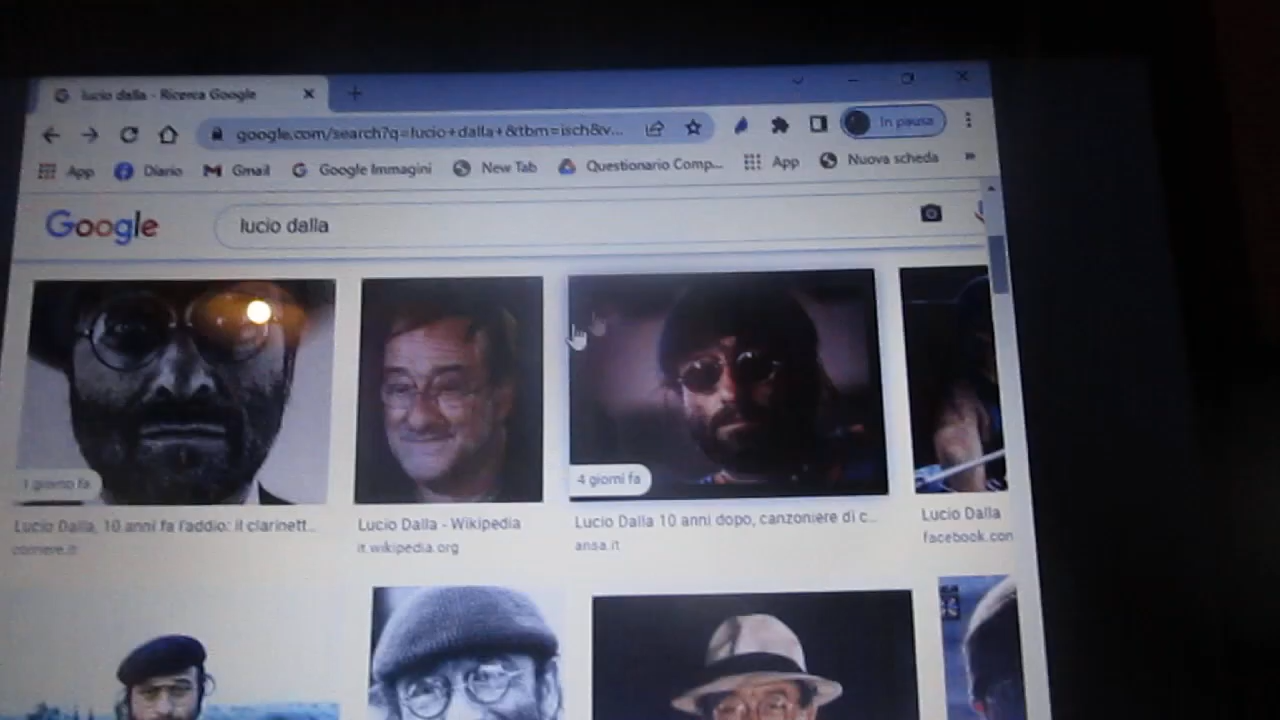 lucio dalla - Ricerca Google
google.com/search?q=lucio+dalla+&tbm=isch&v... In pausa
App Diario Gmail Google Immagini New Tab Questionario Comp... App Nuova scheda »
Google lucio dalla
1 giorno fa
4 giorni fa
Lucio Dalla, 10 anni fa l'addio: il clarinett...
corriere.it
Lucio Dalla - Wikipedia
it.wikipedia.org
Lucio Dalla 10 anni dopo, canzoniere di c...
ansa.it
Lucio Dalla
facebook.con